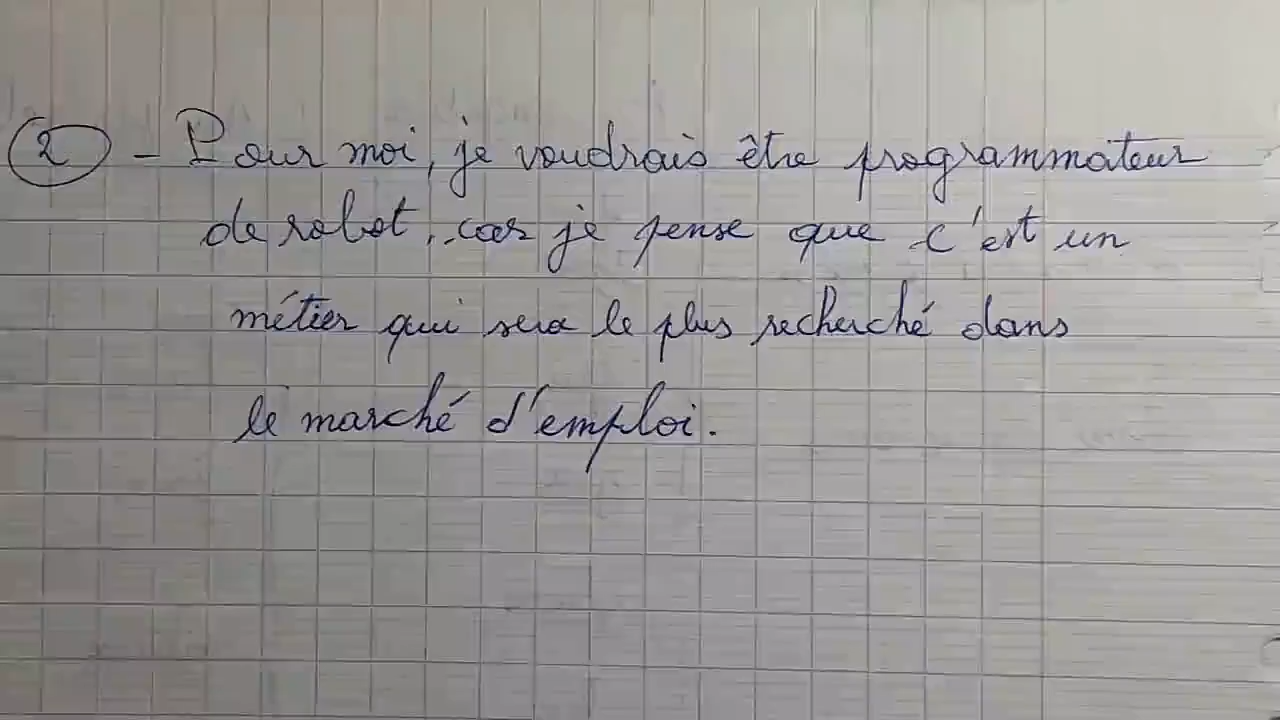 2 - Pour moi, je voudrais être programmateur
de robot, car je pense que c'est un
métier qui sera le plus recherché dans
le marché d'emploi.